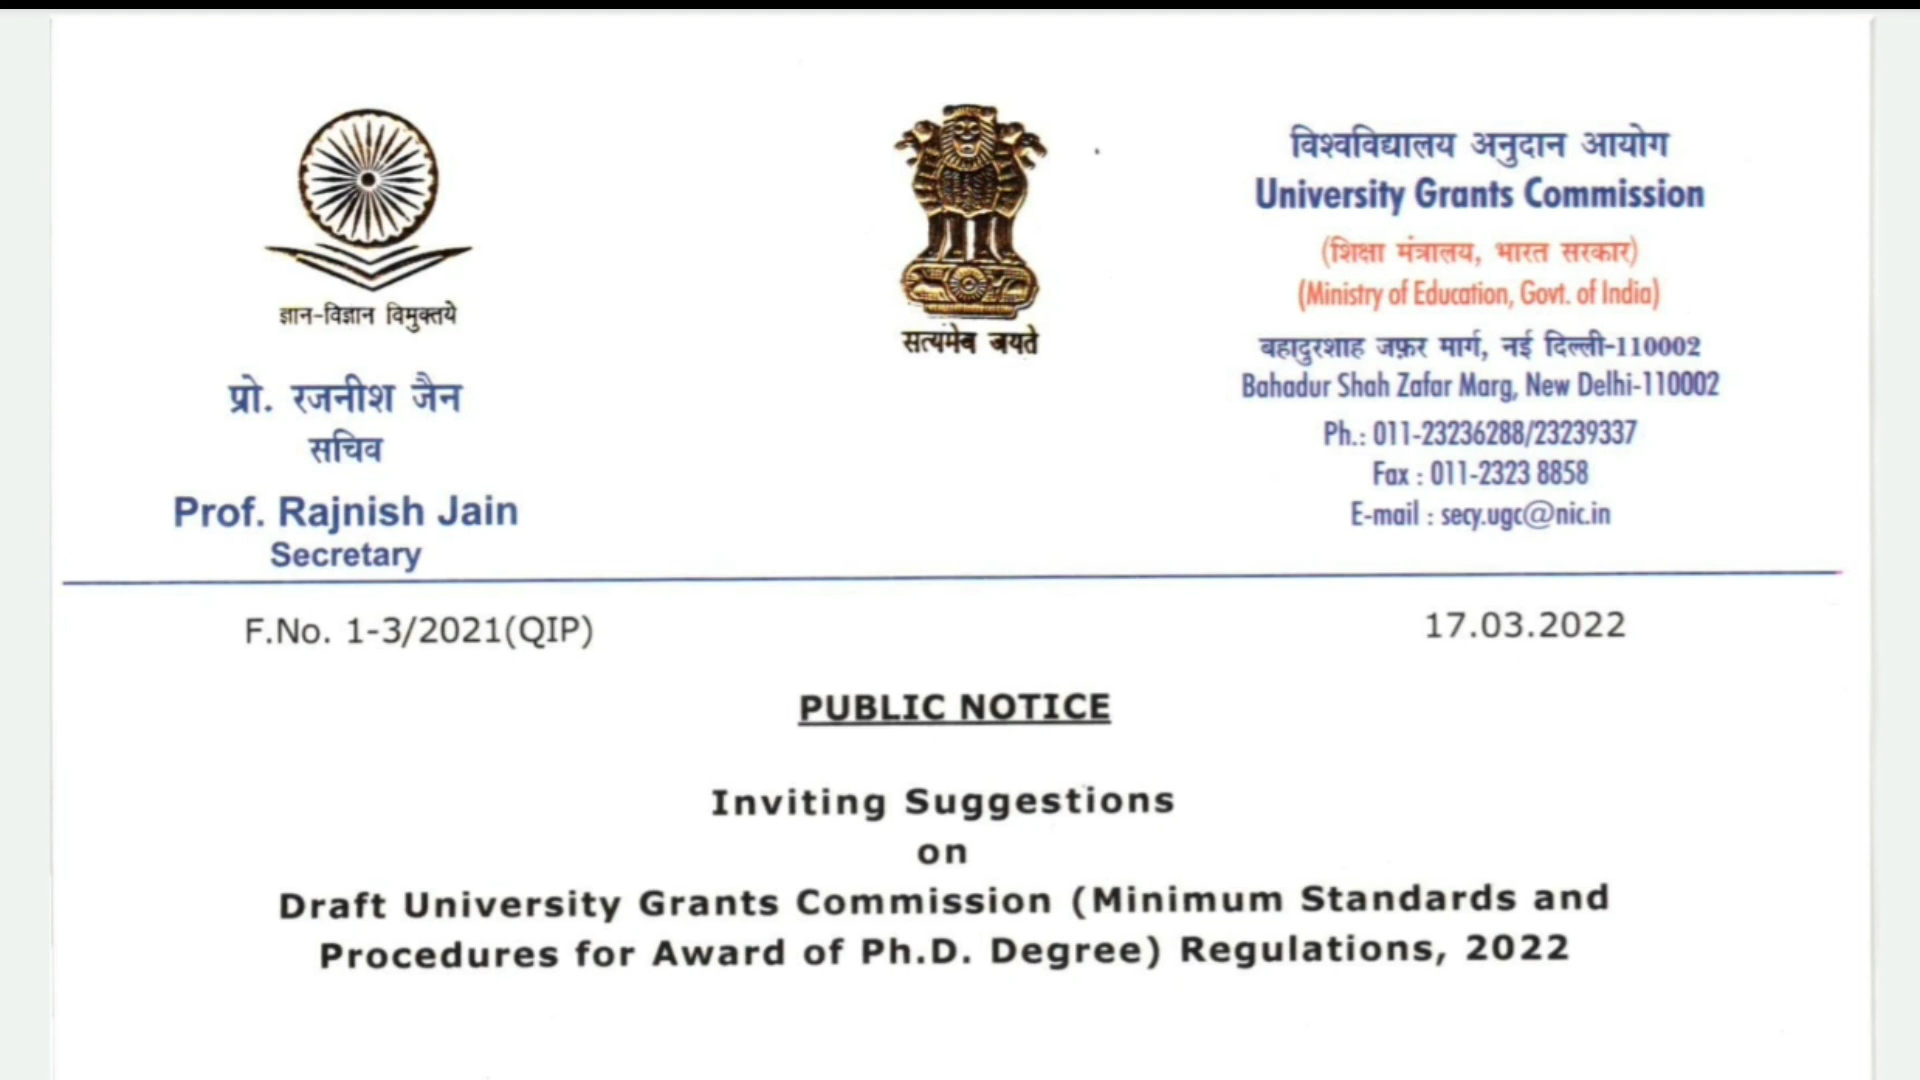 ज्ञान-विज्ञान विमुक्तये
प्रो. रजनीश जैन
सचिव
Prof. Rajnish Jain
Secretary
सत्यमेव जयते
विश्वविद्यालय अनुदान आयोग
University Grants Commission
(शिक्षा मंत्रालय, भारत सरकार)
(Ministry of Education, Govt. of India)
बहादुरशाह जफ़र मार्ग, नई दिल्ली-110002
Bahadur Shah Zafar Marg, New Delhi-110002
Ph.: 011-23236288/23239337
Fax : 011-2323 8858
E-mail : secy.ugc@nic.in
F.No. 1-3/2021(QIP)
17.03.2022
PUBLIC NOTICE
Inviting Suggestions
on
Draft University Grants Commission (Minimum Standards and
Procedures for Award of Ph.D. Degree) Regulations, 2022